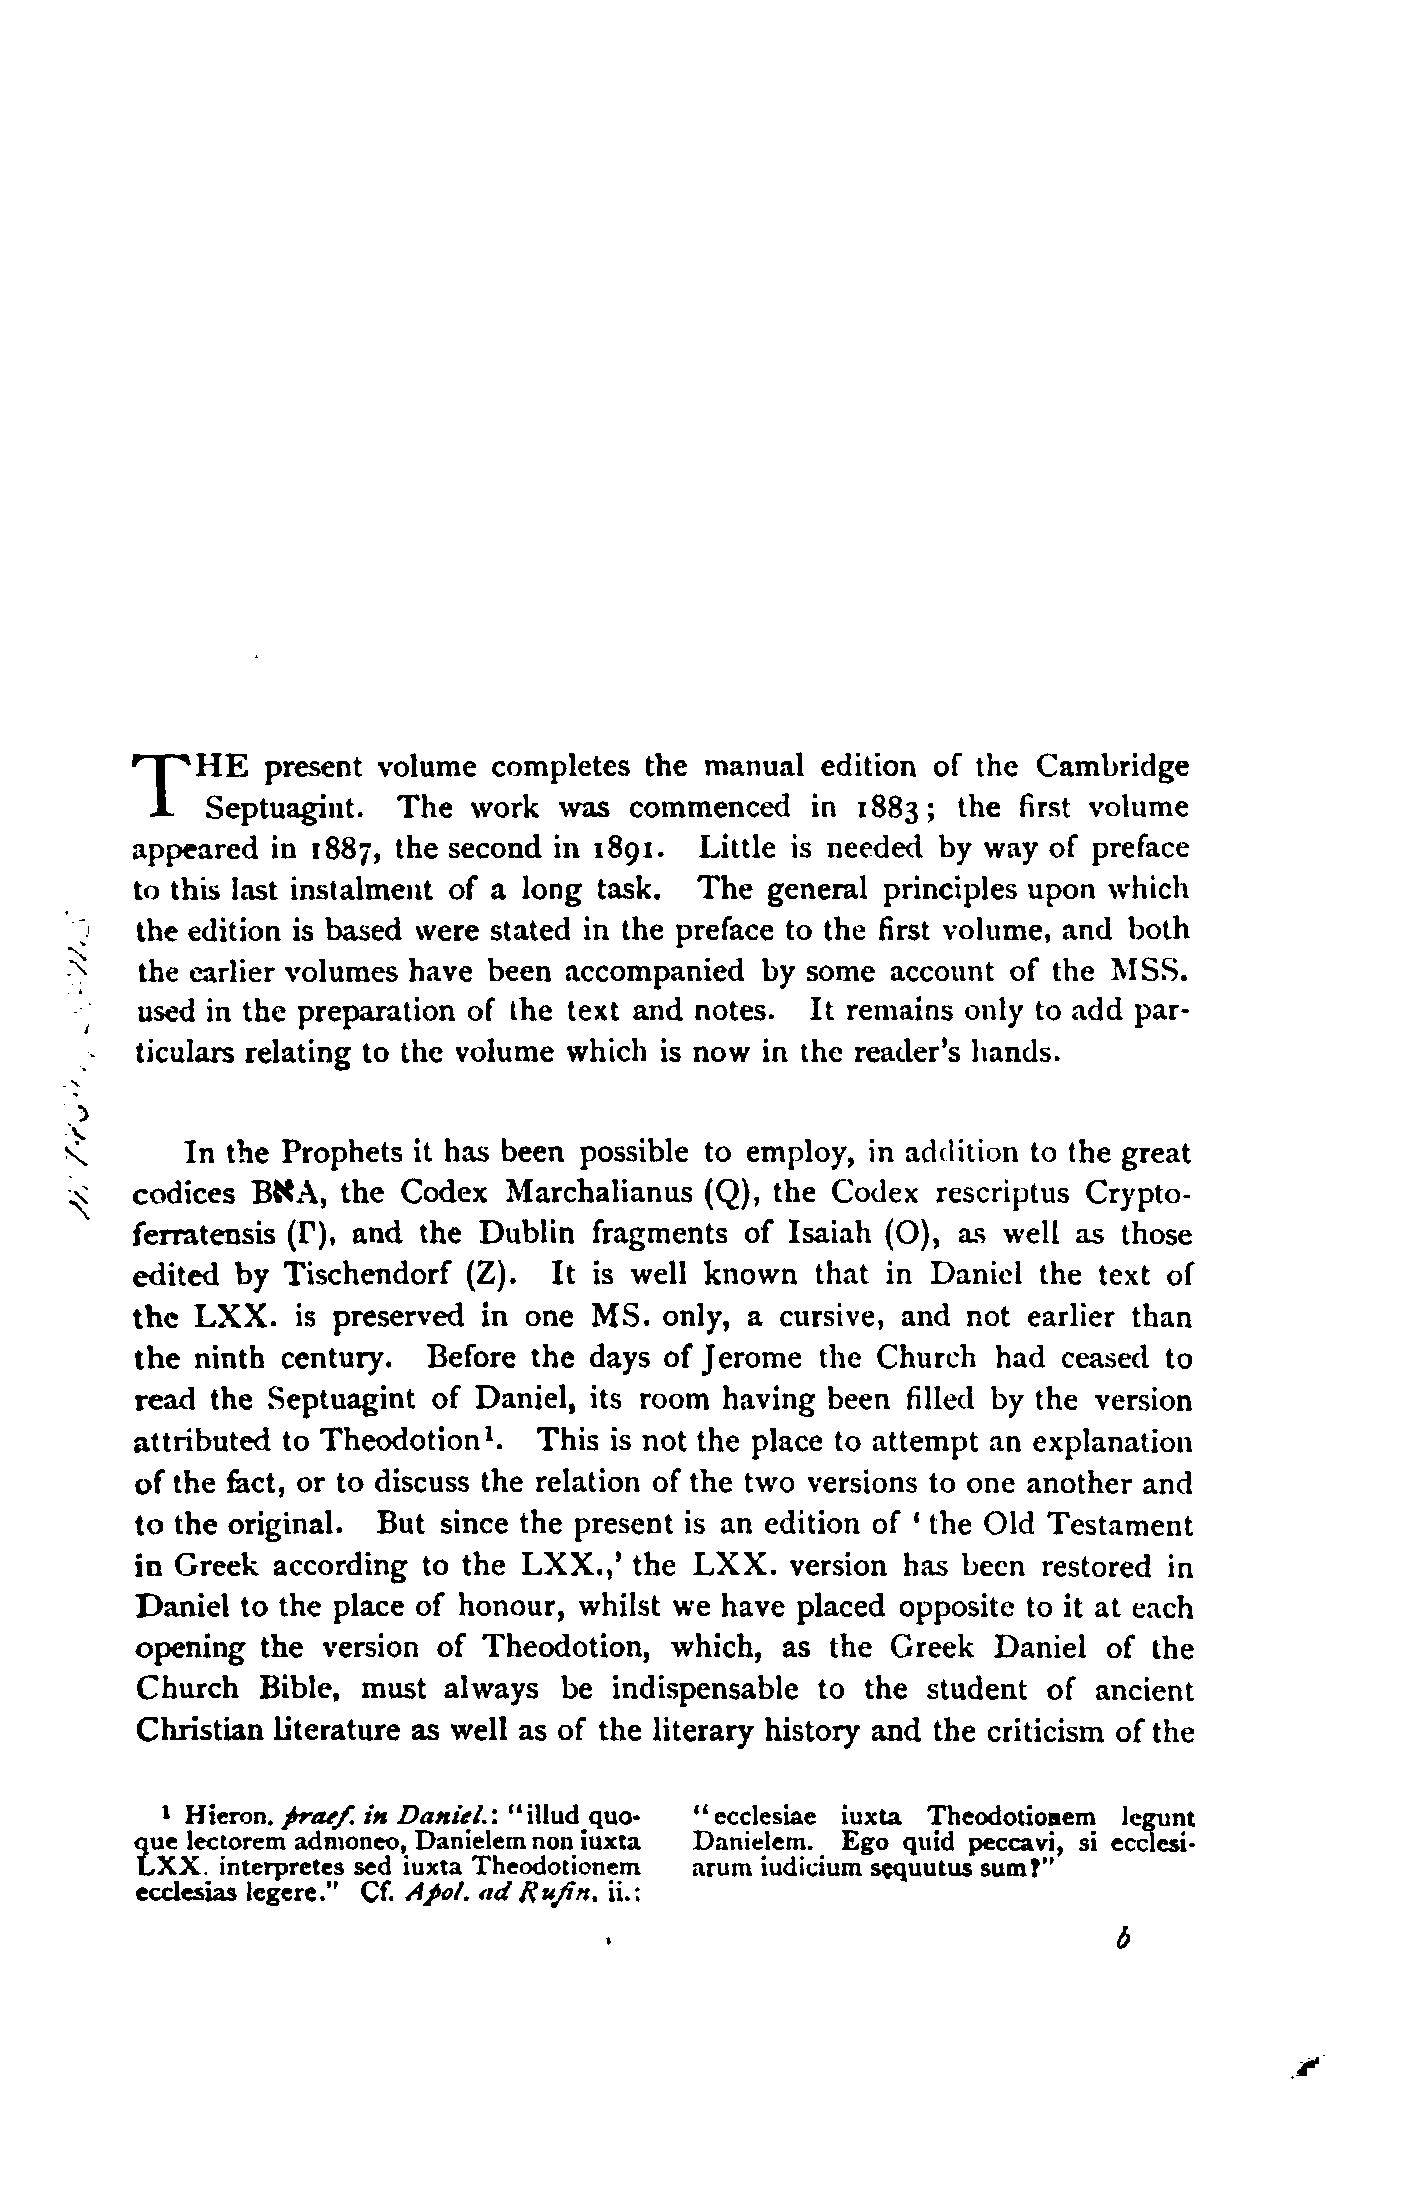 THE present volume completes the manual edition of the Cambridge
Septuagint. The work was commenced in 1883; the first volume
appeared in 1887, the second in 1891. Little is needed by way of preface
to this last instalment of a long task. The general principles upon which
the edition is based were stated in the preface to the first volume, and both
the earlier volumes have been accompanied by some account of the MSS.
used in the preparation of the text and notes. It remains only to add par-
ticulars relating to the volume which is now in the reader's hands.
In the Prophets it has been possible to employ, in addition to the great
codices BאA, the Codex Marchalianus (Q), the Codex rescriptus Crypto-
ferratensis (Γ), and the Dublin fragments of Isaiah (O), as well as those
edited by Tischendorf (Z). It is well known that in Daniel the text of
the LXX. is preserved in one MS. only, a cursive, and not earlier than
the ninth century. Before the days of Jerome the Church had ceased to
read the Septuagint of Daniel, its room having been filled by the version
attributed to Theodotion¹. This is not the place to attempt an explanation
of the fact, or to discuss the relation of the two versions to one another and
to the original. But since the present is an edition of ‘the Old Testament
in Greek according to the LXX.,’ the LXX. version has been restored in
Daniel to the place of honour, whilst we have placed opposite to it at each
opening the version of Theodotion, which, as the Greek Daniel of the
Church Bible, must always be indispensable to the student of ancient
Christian literature as well as of the literary history and the criticism of the
¹ Hieron. praef. in Daniel.: “illud quo-
que lectorem admoneo, Danielem non iuxta
LXX. interpretes sed iuxta Theodotionem
ecclesias legere.” Cf. Apol. ad Rufin. ii.:
“ecclesiae iuxta Theodotionem legunt
Danielem. Ego quid peccavi, si ecclesi-
arum iudicium sequutus sum?”
b